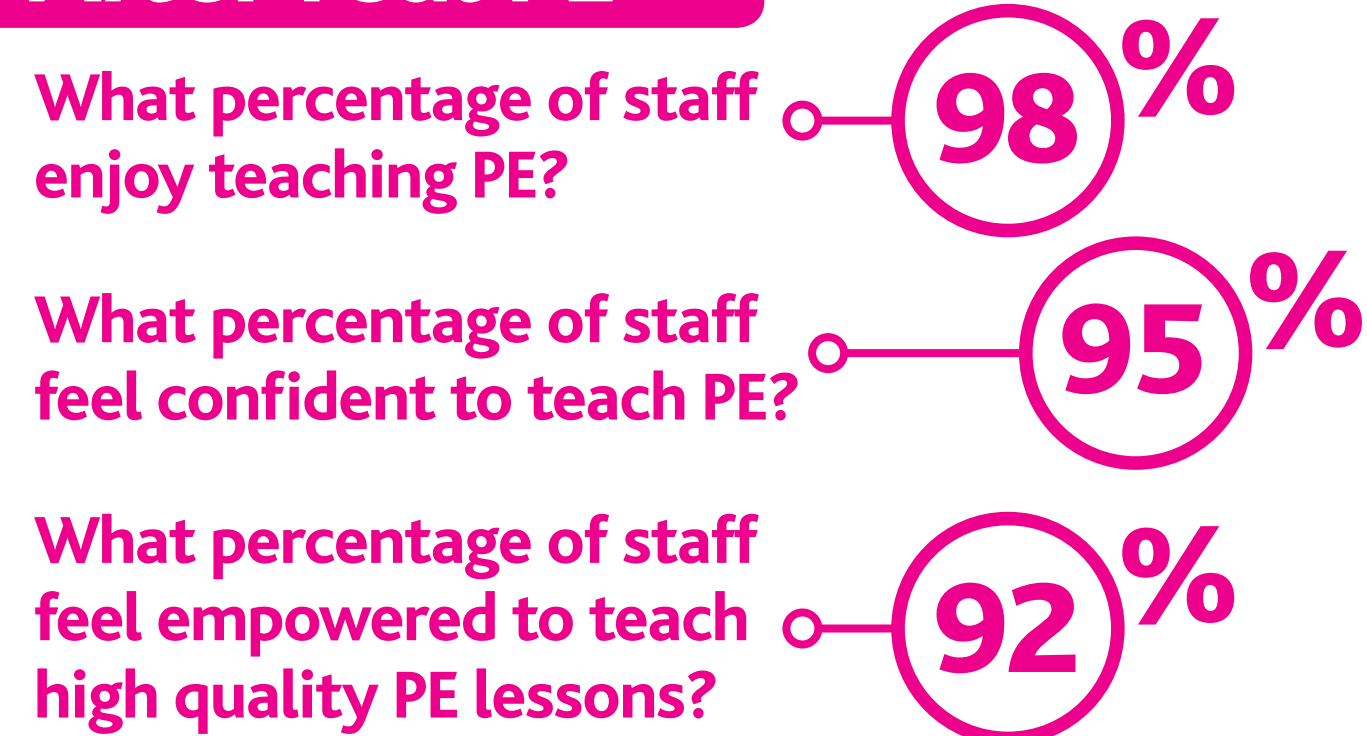 What percentage of staff
enjoy teaching PE?
98%
What percentage of staff
feel confident to teach PE?
95%
What percentage of staff
feel empowered to teach
high quality PE lessons?
92%